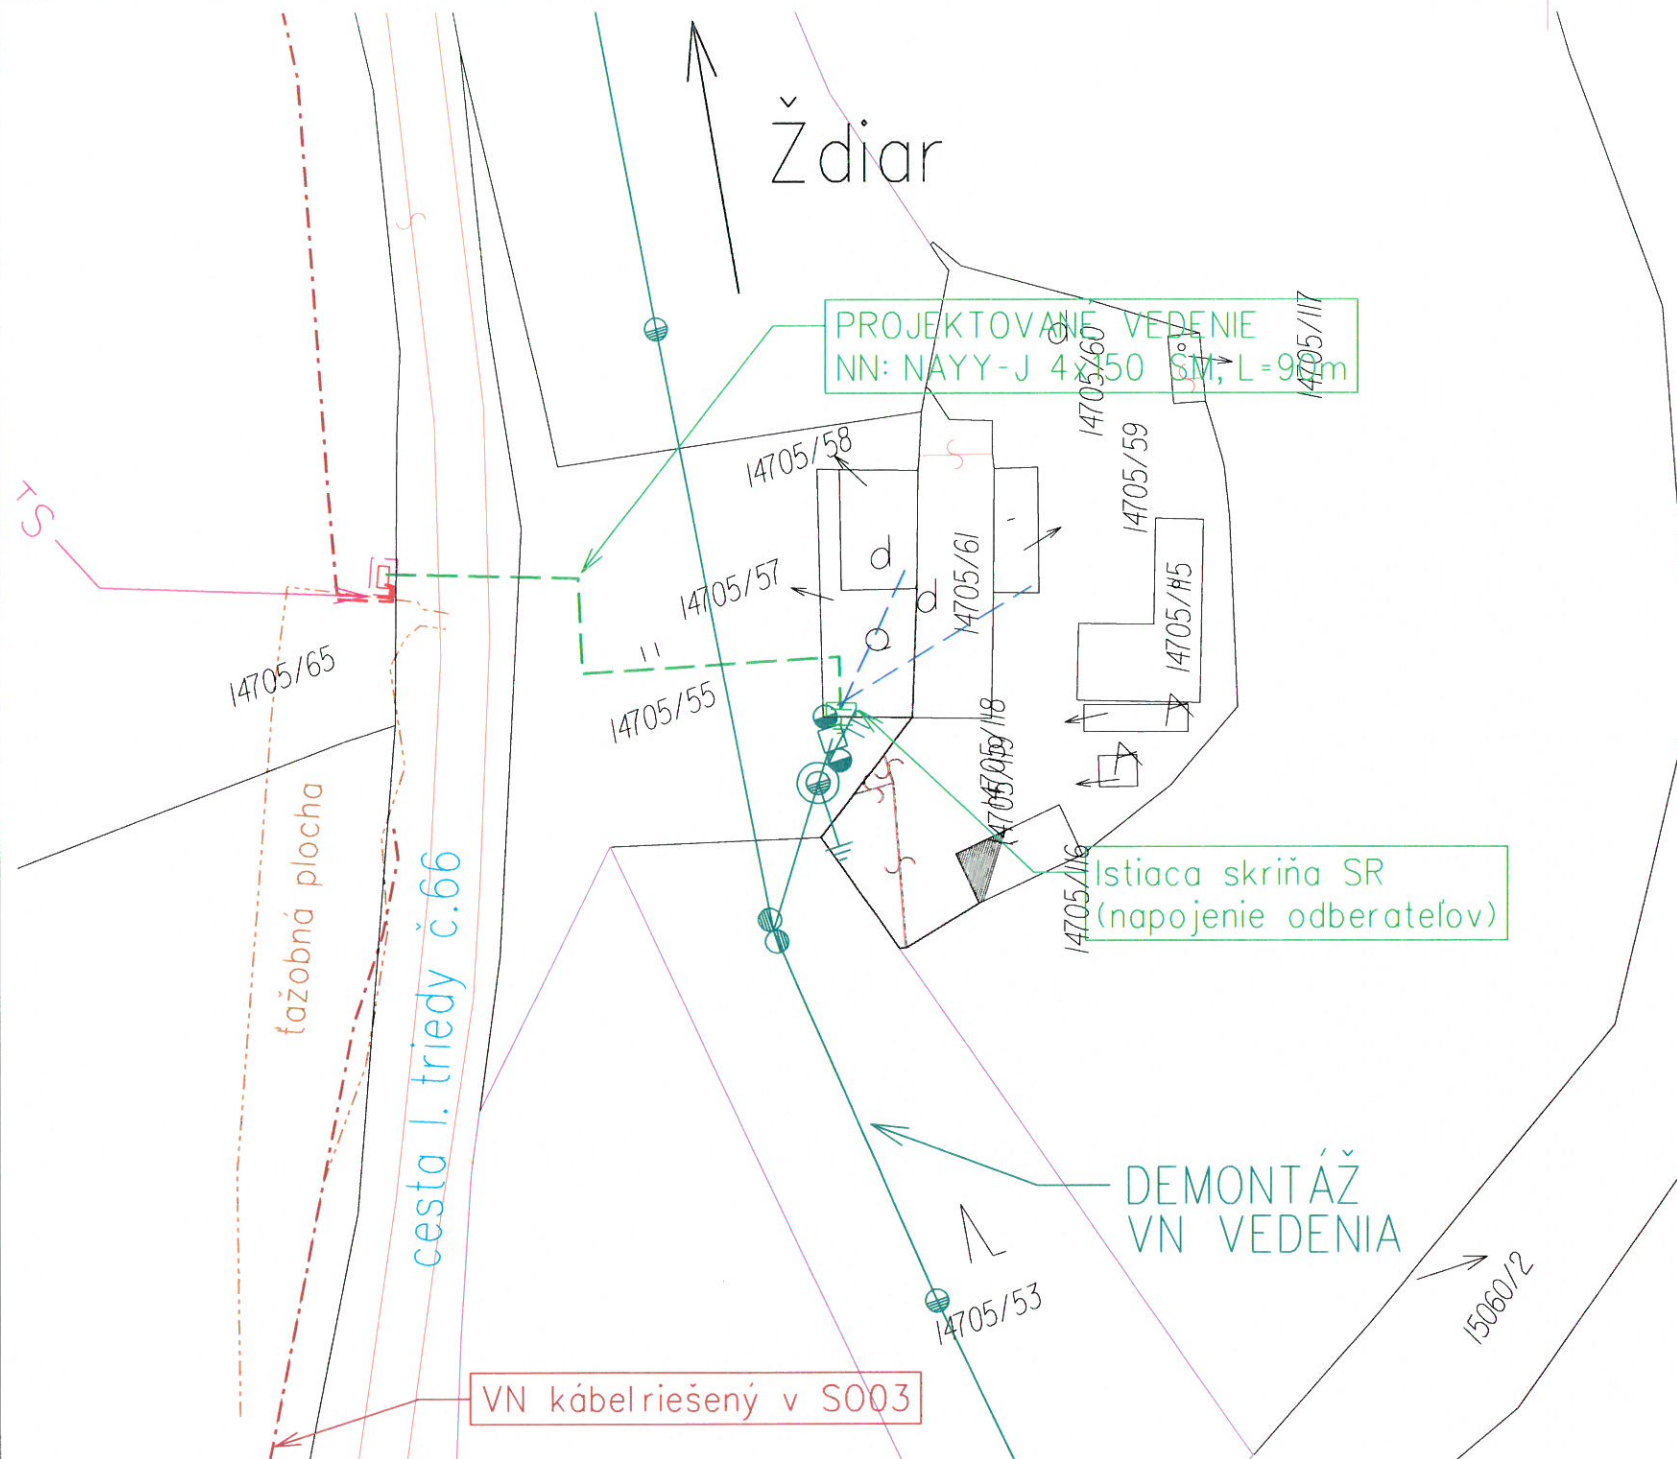 Ždiar
PROJEKTOVANÉ VEDENIE
NN: NAYY-J 4x150 SM, L=90m
14705/60
14705/117
14705/58
14705/59
TS
14705/57
d
d
14705/61
14705/115
14705/65
14705/55
14705/118
ťažobná plocha
cesta I. triedy č.66
14705/116
Istiaca skriňa SR
(napojenie odberateľov)
DEMONTÁŽ
VN VEDENIA
14705/53
15060/2
VN kábel riešený v SO03